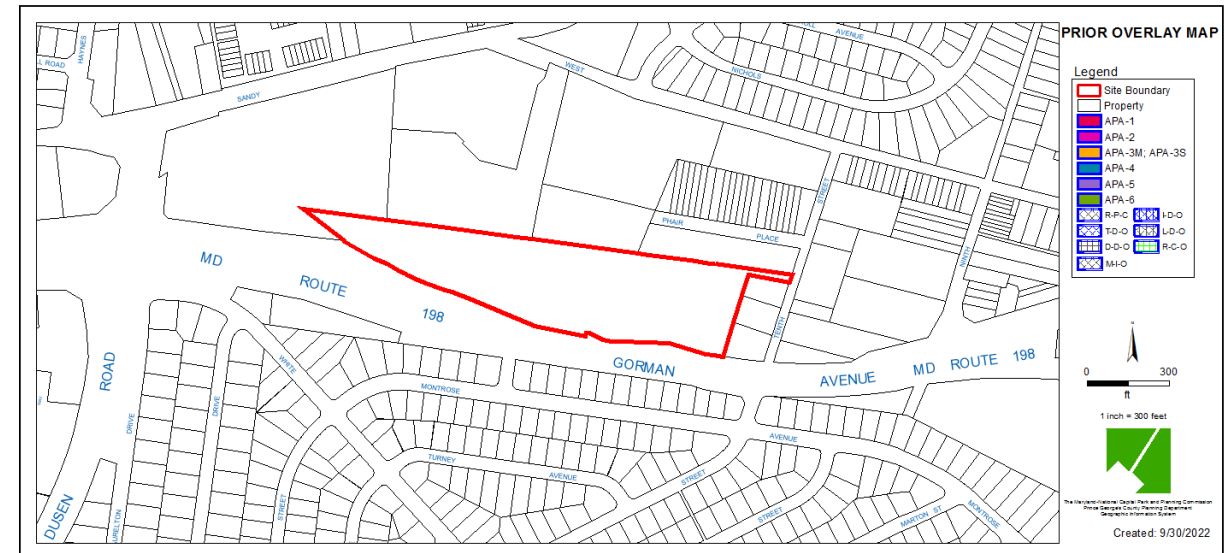 PRIOR OVERLAY MAP
Legend
Site Boundary
Property
APA-1
APA-2
APA-3M; APA-3S
APA-4
APA-5
APA-6
R-P-C I-D-O
T-D-O L-D-O
D-D-O R-C-O
M-I-O
0 300
ft
1 inch = 300 feet
The Maryland-National Capital Park and Planning Commission
Prince George's County Planning Department
Geographic Information System
Created: 9/30/2022
HAYNES
ROAD
SANDY
WEST
AVENUE
NICHOLS
STREET
PHAIR
PLACE
NINTH
TENTH
MD
ROUTE
198
GORMAN
AVENUE MD ROUTE 198
WHITE
MONTROSE
AVENUE
ROAD
DRIVE
DRIVE
TURNEY
AVENUE
STREET
STREET
STREET
MARTON ST
MONTROSE
DUSEN